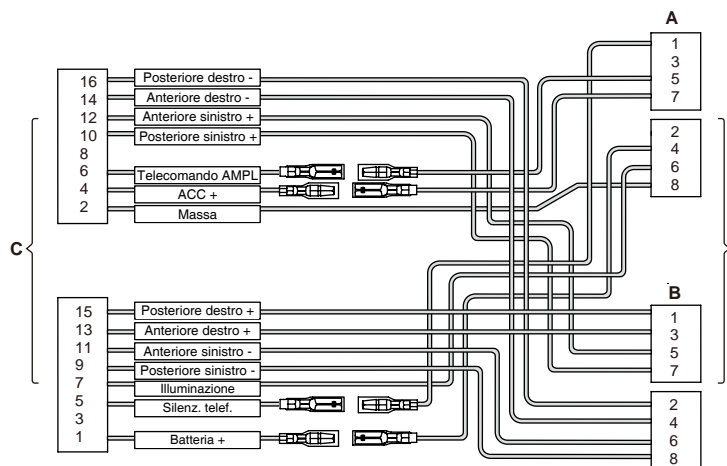 A
16 Posteriore destro - 1
14 Anteriore destro - 3
12 Anteriore sinistro + 5
10 Posteriore sinistro + 7
8
6 Telecomando AMPL 2
4 ACC + 4
2 Massa 6
8
C
B
15 Posteriore destro + 1
13 Anteriore destro + 3
11 Anteriore sinistro - 5
9 Posteriore sinistro - 7
7 Illuminazione
5 Silenz. telef. 2
3 4
1 Batteria + 6
8